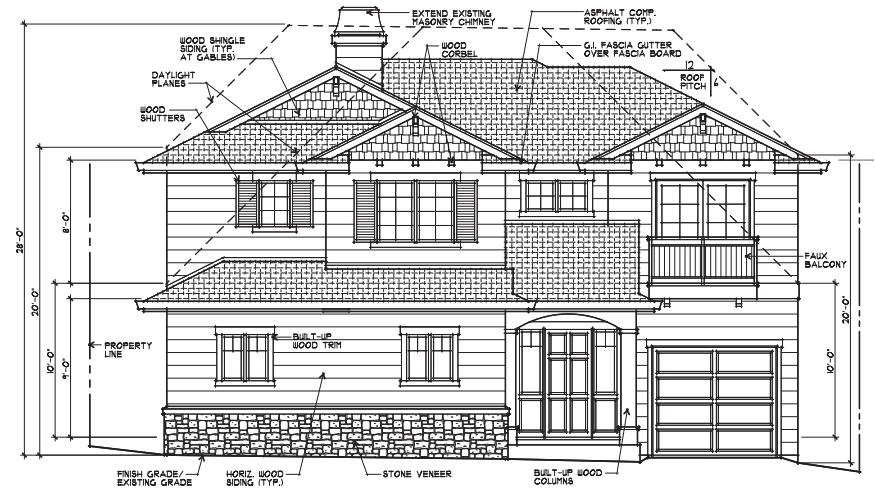 EXTEND EXISTING
MASONRY CHIMNEY
ASPHALT COMP.
ROOFING (TYP.)
WOOD SHINGLE
SIDING (TYP.
AT GABLES)
WOOD
CORBEL
G.I. FASCIA GUTTER
OVER FASCIA BOARD
DAYLIGHT
PLANES
12
ROOF
PITCH
6
WOOD
SHUTTERS
28'-0"
20'-0"
8'-0"
FAUX
BALCONY
PROPERTY
LINE
BUILT-UP
WOOD TRIM
10'-0"
9'-0"
20'-0"
10'-0"
FINISH GRADE/
EXISTING GRADE
HORIZ. WOOD
SIDING (TYP.)
STONE VENEER
BUILT-UP WOOD
COLUMNS